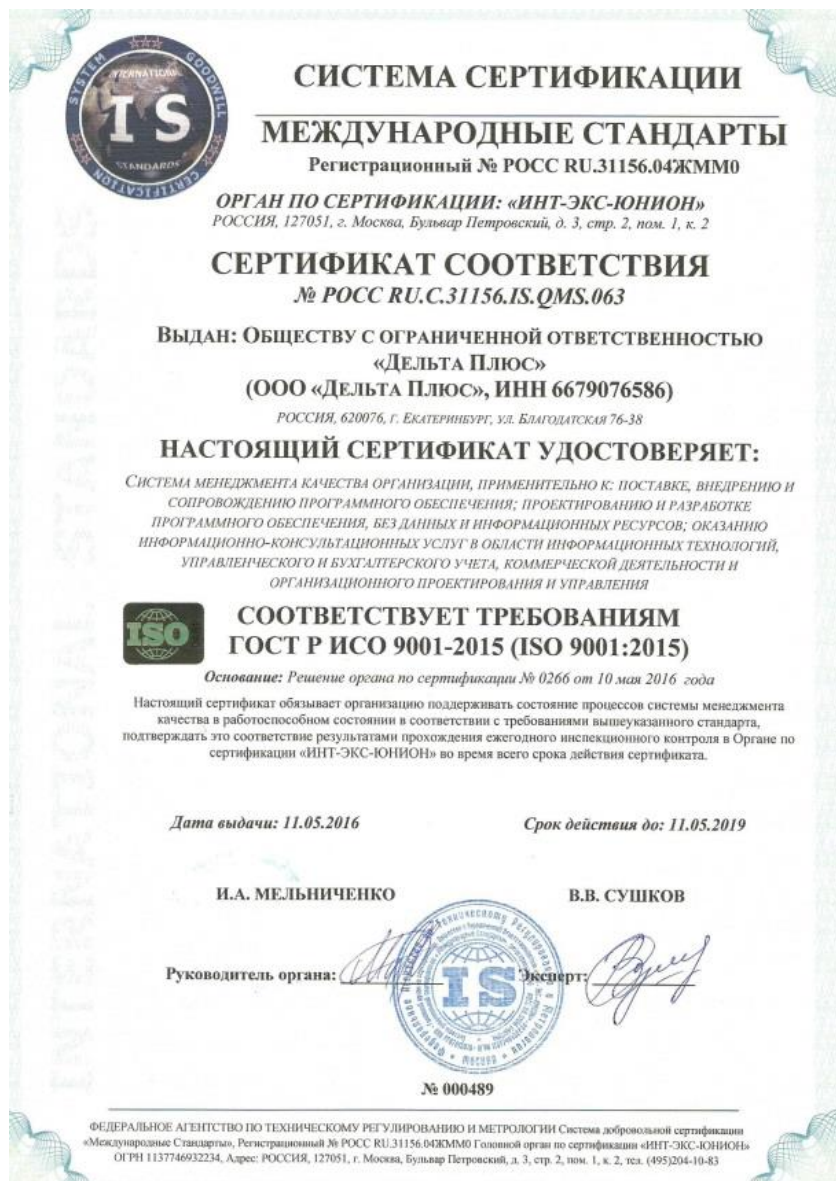 СИСТЕМА СЕРТИФИКАЦИИ
МЕЖДУНАРОДНЫЕ СТАНДАРТЫ
Регистрационный № РОСС RU.31156.04ЖММ0
SYSTEM GOODWILL
INTERNATIONAL
IS
STANDARDS
CERTIFICATION
ОРГАН ПО СЕРТИФИКАЦИИ: «ИНТ-ЭКС-ЮНИОН»
РОССИЯ, 127051, г. Москва, Бульвар Петровский, д. 3, стр. 2, пом. 1, к. 2
СЕРТИФИКАТ СООТВЕТСТВИЯ
№ РОСС RU.C.31156.IS.QMS.063
ВЫДАН: ОБЩЕСТВУ С ОГРАНИЧЕННОЙ ОТВЕТСТВЕННОСТЬЮ
«ДЕЛЬТА ПЛЮС»
(ООО «ДЕЛЬТА ПЛЮС», ИНН 6679076586)
РОССИЯ, 620076, Г. ЕКАТЕРИНБУРГ, УЛ. БЛАГОДАТСКАЯ 76-38
НАСТОЯЩИЙ СЕРТИФИКАТ УДОСТОВЕРЯЕТ:
СИСТЕМА МЕНЕДЖМЕНТА КАЧЕСТВА ОРГАНИЗАЦИИ, ПРИМЕНИТЕЛЬНО К: ПОСТАВКЕ, ВНЕДРЕНИЮ И
СОПРОВОЖДЕНИЮ ПРОГРАММНОГО ОБЕСПЕЧЕНИЯ; ПРОЕКТИРОВАНИЮ И РАЗРАБОТКЕ
ПРОГРАММНОГО ОБЕСПЕЧЕНИЯ, БЕЗ ДАННЫХ И ИНФОРМАЦИОННЫХ РЕСУРСОВ; ОКАЗАНИЮ
ИНФОРМАЦИОННО-КОНСУЛЬТАЦИОННЫХ УСЛУГ В ОБЛАСТИ ИНФОРМАЦИОННЫХ ТЕХНОЛОГИЙ,
УПРАВЛЕНЧЕСКОГО И БУХГАЛТЕРСКОГО УЧЕТА, КОММЕРЧЕСКОЙ ДЕЯТЕЛЬНОСТИ И
ОРГАНИЗАЦИОННОГО ПРОЕКТИРОВАНИЯ И УПРАВЛЕНИЯ
ISO
СООТВЕТСТВУЕТ ТРЕБОВАНИЯМ
ГОСТ Р ИСО 9001-2015 (ISO 9001:2015)
Основание: Решение органа по сертификации № 0266 от 10 мая 2016 года
Настоящий сертификат обязывает организацию поддерживать состояние процессов системы менеджмента
качества в работоспособном состоянии в соответствии с требованиями вышеуказанного стандарта,
подтверждать это соответствие результатами прохождения ежегодного инспекционного контроля в Органе по
сертификации «ИНТ-ЭКС-ЮНИОН» во время всего срока действия сертификата.
Дата выдачи: 11.05.2016
Срок действия до: 11.05.2019
И.А. МЕЛЬНИЧЕНКО
В.В. СУШКОВ
Руководитель органа:
Эксперт:
IS
Москва
№ 000489
ФЕДЕРАЛЬНОЕ АГЕНТСТВО ПО ТЕХНИЧЕСКОМУ РЕГУЛИРОВАНИЮ И МЕТРОЛОГИИ Система добровольной сертификации
«Международные Стандарты», Регистрационный № РОСС RU.31156.04ЖММ0 Головной орган по сертификации «ИНТ-ЭКС-ЮНИОН»
ОГРН 1137746932234, Адрес: РОССИЯ, 127051, г. Москва, Бульвар Петровский, д. 3, стр. 2, пом. 1, к. 2, тел. (495)204-10-83